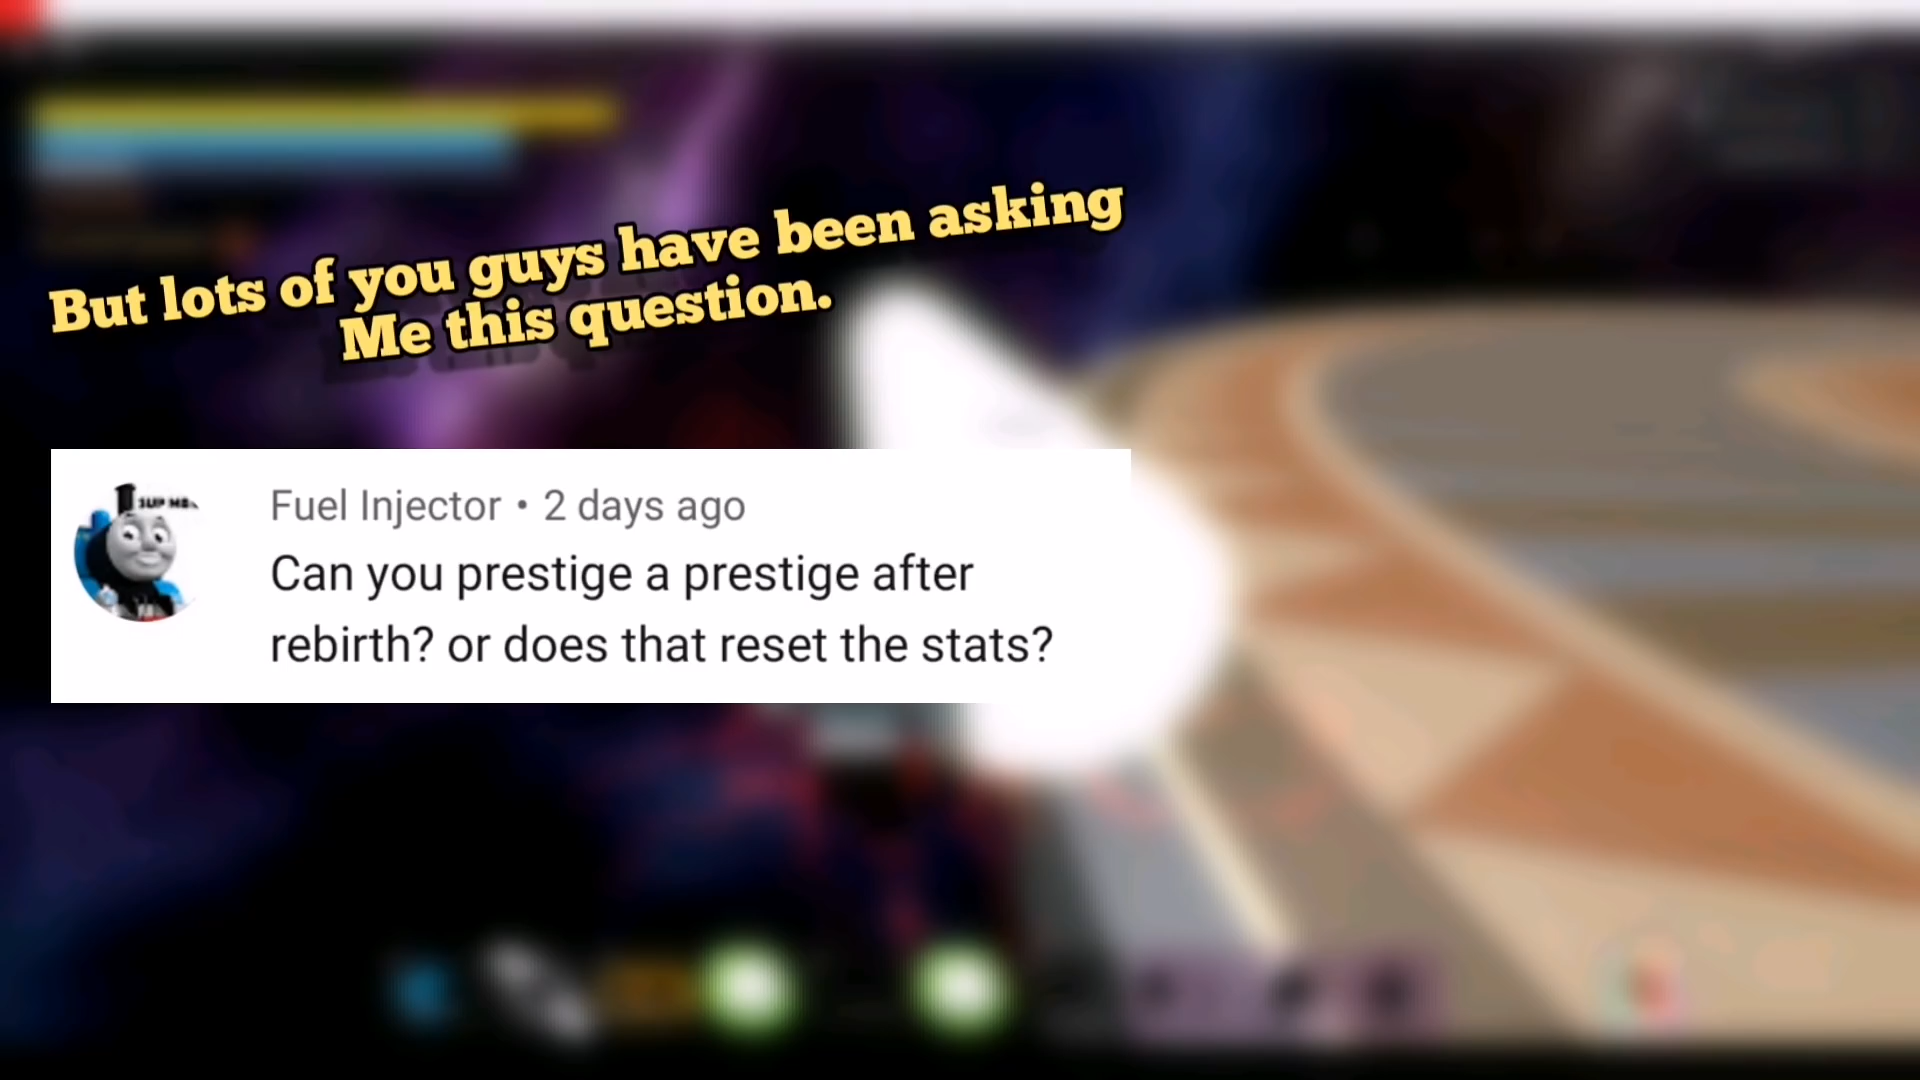 But lots of you guys have been asking
Me this question.
Fuel Injector • 2 days ago
Can you prestige a prestige after
rebirth? or does that reset the stats?